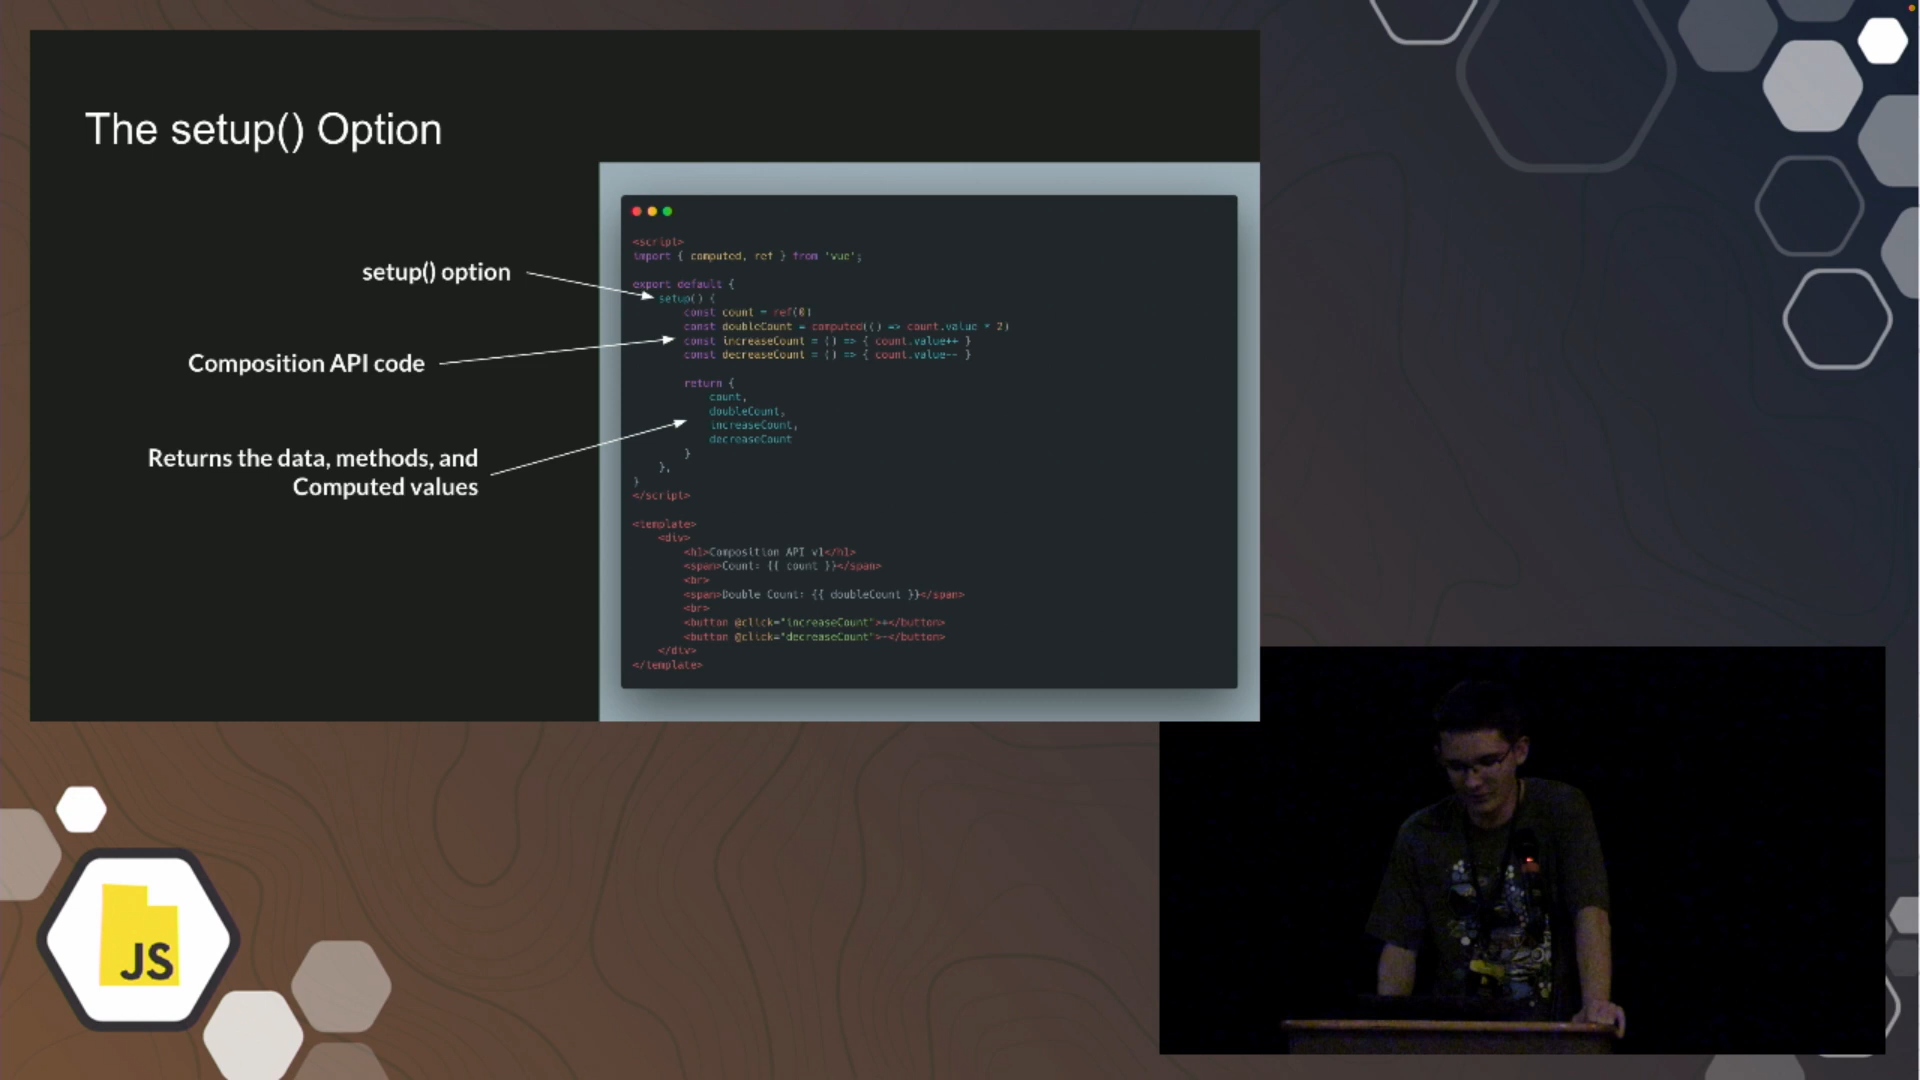 The setup() Option
setup() option
Composition API code
Returns the data, methods, and
Computed values
<script>
import { computed, ref } from 'vue';
export default {
setup() {
const count = ref(0)
const doubleCount = computed(() => count.value * 2)
const increaseCount = () => { count.value++ }
const decreaseCount = () => { count.value-- }
return {
count,
doubleCount,
increaseCount,
decreaseCount
}
},
}
</script>
<template>
<div>
<h1>Composition API v1</h1>
<span>Count: {{ count }}</span>
<br>
<span>Double Count: {{ doubleCount }}</span>
<br>
<button @click="increaseCount">+</button>
<button @click="decreaseCount">-</button>
</div>
</template>
JS